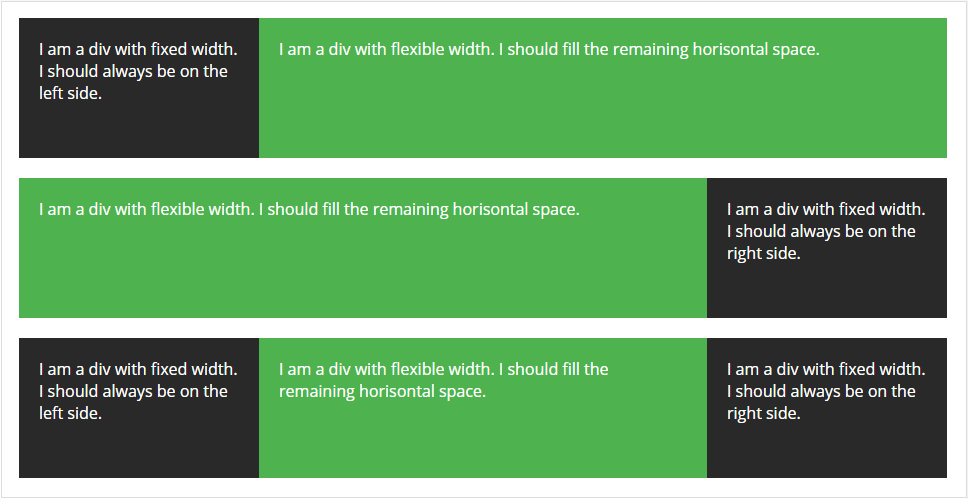 I am a div with fixed width.
I should always be on the
left side.
I am a div with flexible width. I should fill the remaining horisontal space.
I am a div with flexible width. I should fill the remaining horisontal space.
I am a div with fixed width.
I should always be on the
right side.
I am a div with fixed width.
I should always be on the
left side.
I am a div with flexible width. I should fill the
remaining horisontal space.
I am a div with fixed width.
I should always be on the
right side.